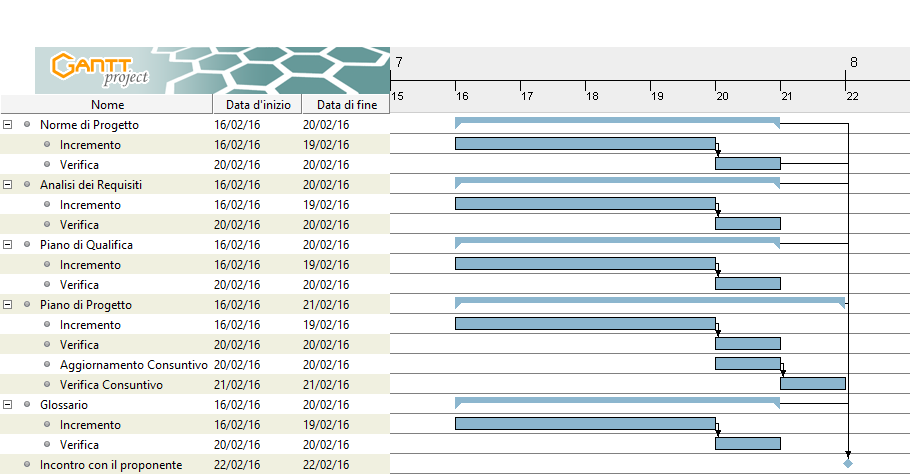 GANTT
project
7 8
15 16 17 18 19 20 21 22
Nome Data d'inizio Data di fine
Norme di Progetto 16/02/16 20/02/16
Incremento 16/02/16 19/02/16
Verifica 20/02/16 20/02/16
Analisi dei Requisiti 16/02/16 20/02/16
Incremento 16/02/16 19/02/16
Verifica 20/02/16 20/02/16
Piano di Qualifica 16/02/16 20/02/16
Incremento 16/02/16 19/02/16
Verifica 20/02/16 20/02/16
Piano di Progetto 16/02/16 21/02/16
Incremento 16/02/16 19/02/16
Verifica 20/02/16 20/02/16
Aggiornamento Consuntivo 20/02/16 20/02/16
Verifica Consuntivo 21/02/16 21/02/16
Glossario 16/02/16 20/02/16
Incremento 16/02/16 19/02/16
Verifica 20/02/16 20/02/16
Incontro con il proponente 22/02/16 22/02/16